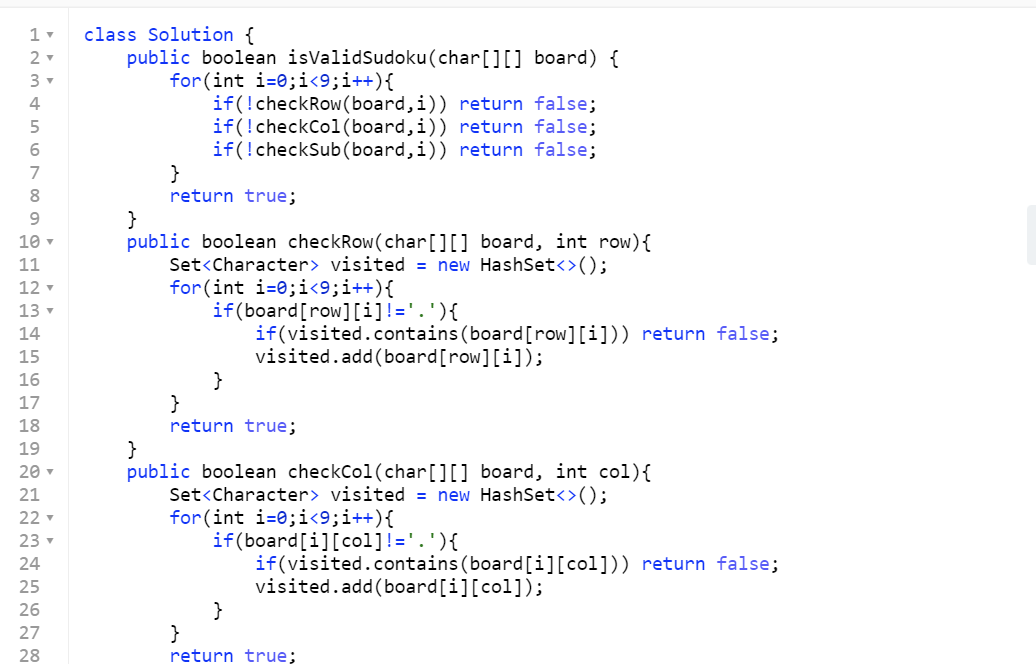 1 class Solution {
2     public boolean isValidSudoku(char[][] board) {
3         for(int i=0;i<9;i++){
4             if(!checkRow(board,i)) return false;
5             if(!checkCol(board,i)) return false;
6             if(!checkSub(board,i)) return false;
7         }
8         return true;
9     }
10     public boolean checkRow(char[][] board, int row){
11         Set<Character> visited = new HashSet<>();
12         for(int i=0;i<9;i++){
13             if(board[row][i]!='.'){
14                 if(visited.contains(board[row][i])) return false;
15                 visited.add(board[row][i]);
16             }
17         }
18         return true;
19     }
20     public boolean checkCol(char[][] board, int col){
21         Set<Character> visited = new HashSet<>();
22         for(int i=0;i<9;i++){
23             if(board[i][col]!='.'){
24                 if(visited.contains(board[i][col])) return false;
25                 visited.add(board[i][col]);
26             }
27         }
28         return true;